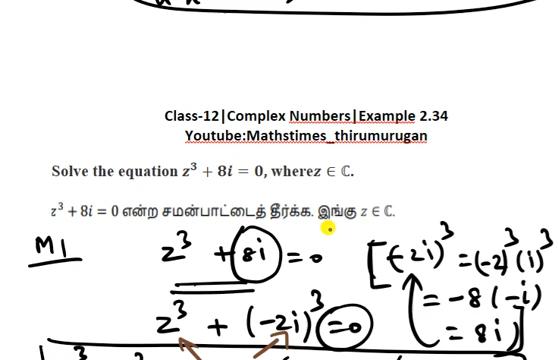 Class-12|Complex Numbers|Example 2.34
Youtube:Mathstimes_thirumurugan
Solve the equation z³ + 8i = 0, wherez ∈ ℂ.
z³ + 8i = 0 என்ற சமன்பாட்டைத் தீர்க்க. இங்கு z ∈ ℂ.
M1 z³ + 8i = 0 [(-2i)³ = (-2)³ (i)³
= -8 (-i)
z³ + (-2i)³ = 0 = 8i]